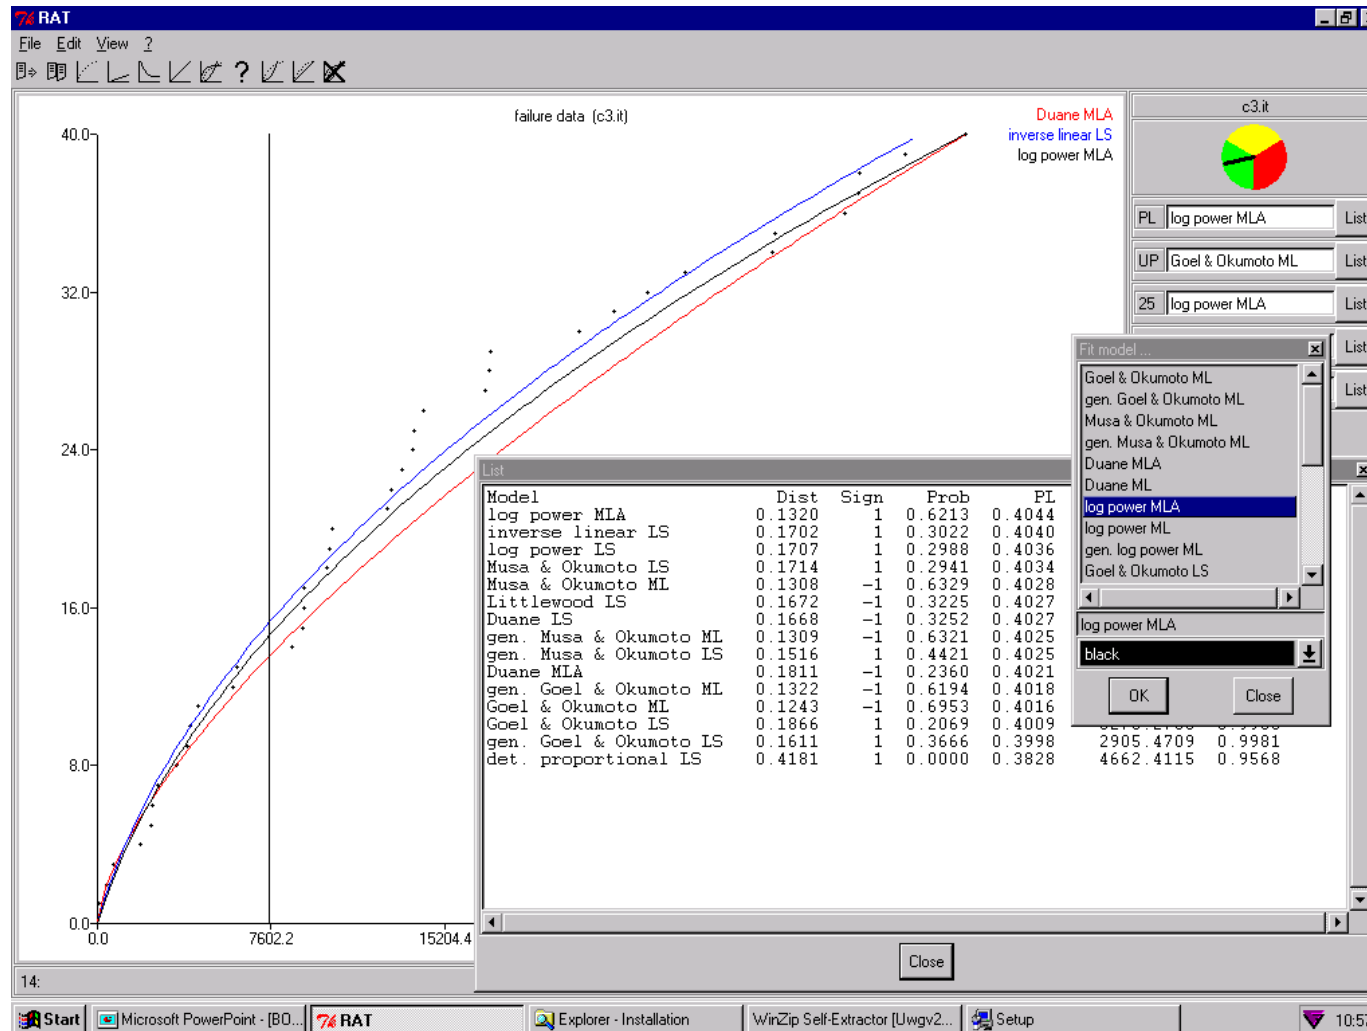 RAT
File Edit View ?
failure data (c3.it)
Duane MLA
inverse linear LS
log power MLA
40.0
32.0
24.0
16.0
8.0
0.0
0.0 7602.2 15204.4
14:
c3.it
PL log power MLA List
UP Goel & Okumoto ML List
25 log power MLA List
List
List
Fit model ...
Goel & Okumoto ML
gen. Goel & Okumoto ML
Musa & Okumoto ML
gen. Musa & Okumoto ML
Duane MLA
Duane ML
log power MLA
log power ML
gen. log power ML
Goel & Okumoto LS
log power MLA
black
OK Close
List
Model Dist Sign Prob PL
log power MLA 0.1320 1 0.6213 0.4044
inverse linear LS 0.1702 1 0.3022 0.4040
log power LS 0.1707 1 0.2988 0.4036
Musa & Okumoto LS 0.1714 1 0.2941 0.4034
Musa & Okumoto ML 0.1308 -1 0.6329 0.4028
Littlewood LS 0.1672 -1 0.3225 0.4027
Duane LS 0.1668 -1 0.3252 0.4027
gen. Musa & Okumoto ML 0.1309 -1 0.6321 0.4025
gen. Musa & Okumoto LS 0.1516 1 0.4421 0.4025
Duane MLA 0.1811 -1 0.2360 0.4021
gen. Goel & Okumoto ML 0.1322 -1 0.6194 0.4018
Goel & Okumoto ML 0.1243 -1 0.6953 0.4016
Goel & Okumoto LS 0.1866 1 0.2069 0.4009
gen. Goel & Okumoto LS 0.1611 1 0.3666 0.3998 2905.4709 0.9981
det. proportional LS 0.4181 1 0.0000 0.3828 4662.4115 0.9568
Close
Start Microsoft PowerPoint - [BO... RAT Explorer - Installation WinZip Self-Extractor [Uwgv2... Setup 10:5